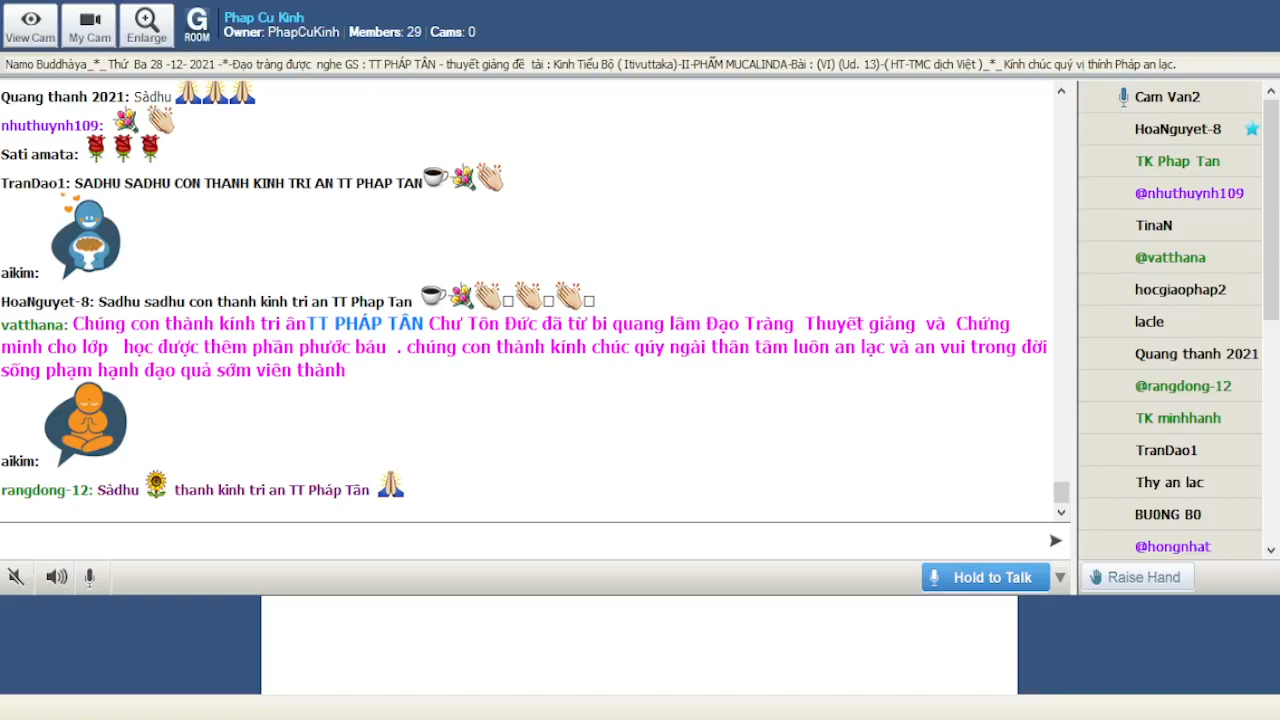 View Cam
My Cam
Enlarge
G
ROOM
Phap Cu Kinh
Owner: PhapCuKinh | Members: 29 | Cams: 0
Namo Buddhàya_*_Thứ Ba 28 -12- 2021 -*-Đạo tràng được nghe GS : TT PHÁP TÂN - thuyết giảng đề tài : Kinh Tiểu Bộ ( Itivuttaka)-II-PHẨM MUCALINDA-Bài : (VI) (Ud. 13)-( HT-TMC dịch Việt )_*_ Kính chúc quý vị thính Pháp an lạc.
Quang thanh 2021: Sàdhu
nhuthuynh109:
Sati amata:
TranDao1: SADHU SADHU CON THANH KINH TRI AN TT PHAP TAN
aikim:
HoaNguyet-8: Sadhu sadhu con thanh kinh tri an TT Phap Tan
vatthana: Chúng con thành kính tri ânTT PHÁP TÂN Chư Tôn Đức đã từ bi quang lâm Đạo Tràng Thuyết giảng và Chứng
minh cho lớp học được thêm phần phước báu . chúng con thành kính chúc qúy ngài thân tâm luôn an lạc và an vui trong đời
sống phạm hạnh đạo quả sớm viên thành
aikim:
rangdong-12: Sàdhu thanh kinh tri an TT Pháp Tân
Cam Van2
HoaNguyet-8
TK Phap Tan
@nhuthuynh109
TinaN
@vatthana
hocgiaophap2
lacle
Quang thanh 2021
@rangdong-12
TK minhhanh
TranDao1
Thy an lac
BU0NG B0
@hongnhat
Hold to Talk
Raise Hand